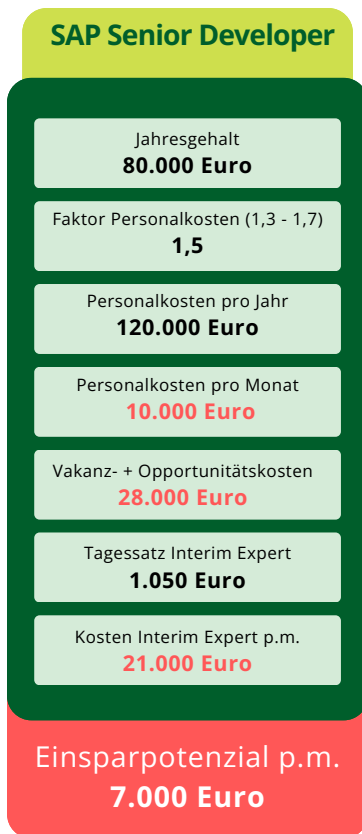 SAP Senior Developer
Jahresgehalt
80.000 Euro
Faktor Personalkosten (1,3 - 1,7)
1,5
Personalkosten pro Jahr
120.000 Euro
Personalkosten pro Monat
10.000 Euro
Vakanz- + Opportunitätskosten
28.000 Euro
Tagessatz Interim Expert
1.050 Euro
Kosten Interim Expert p.m.
21.000 Euro
Einsparpotenzial p.m.
7.000 Euro